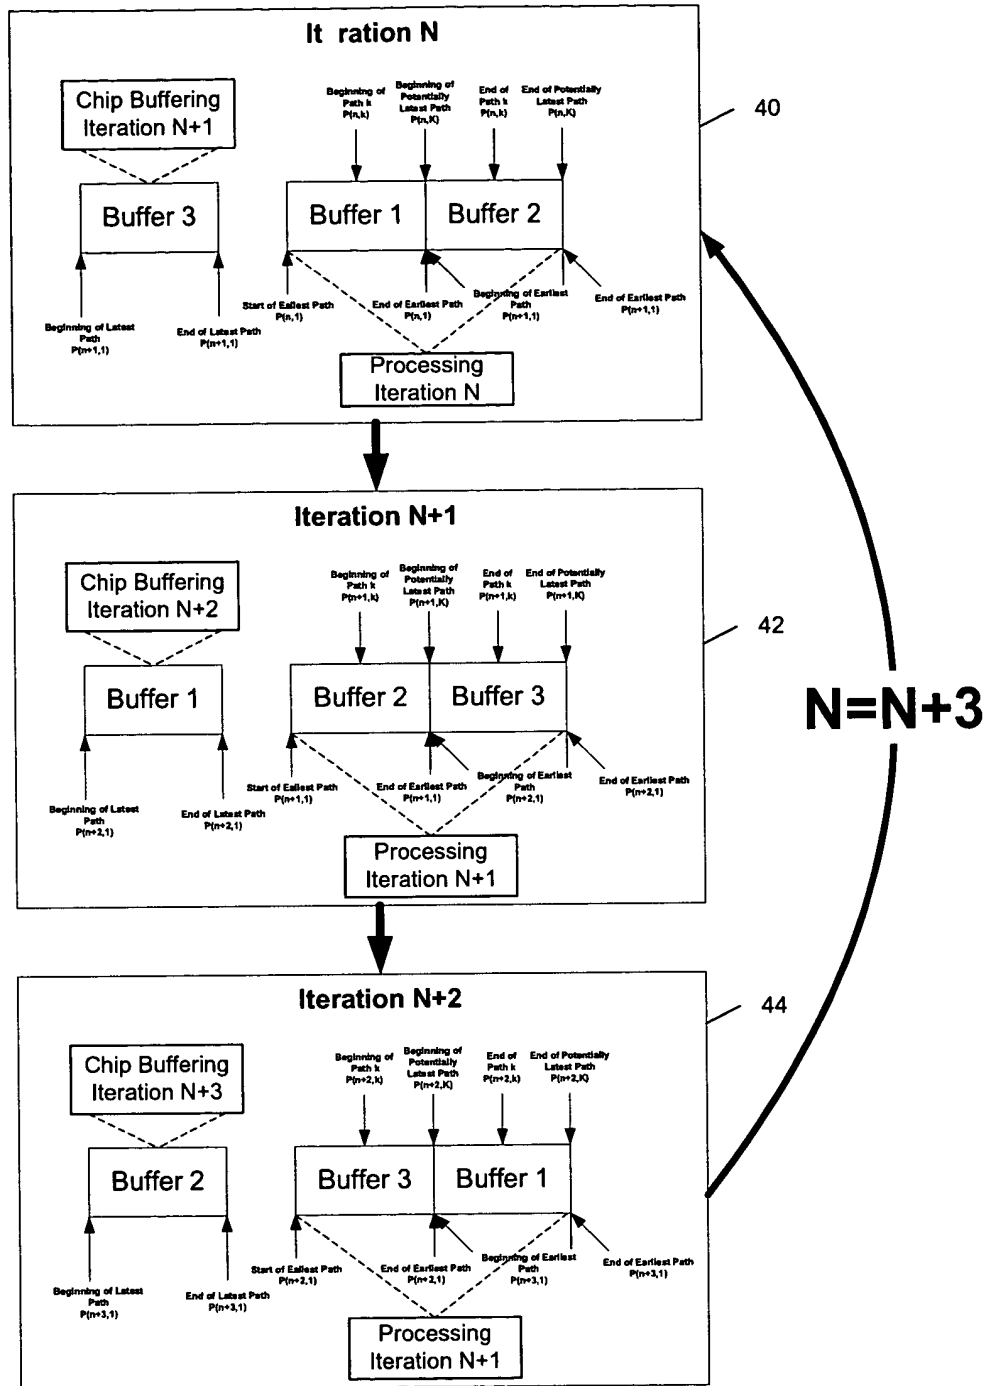 It ration N
Chip Buffering
Iteration N+1
Beginning of
Path k
P(n,k)
Beginning of
Potentially
Latest Path
P(n,K)
End of
Path k
P(n,k)
End of Potentially
Latest Path
P(n,K)
40
Buffer 3
Buffer 1
Buffer 2
Beginning of Latest
Path
P(n+1,1)
End of Latest Path
P(n+1,1)
Start of Eallest Path
P(n,1)
End of Earliest Path
P(n,1)
Beginning of Earliest
Path
P(n+1,1)
End of Earliest Path
P(n+1,1)
Processing
Iteration N
Iteration N+1
Chip Buffering
Iteration N+2
Beginning of
Path k
P(n+1,k)
Beginning of
Potentially
Latest Path
P(n+1,K)
End of
Path k
P(n+1,k)
End of Potentially
Latest Path
P(n+1,K)
42
Buffer 1
Buffer 2
Buffer 3
Beginning of Latest
Path
P(n+2,1)
End of Latest Path
P(n+2,1)
Start of Eallest Path
P(n+1,1)
End of Earliest Path
P(n+1,1)
Beginning of Earliest
Path
P(n+2,1)
End of Earliest Path
P(n+2,1)
Processing
Iteration N+1
N=N+3
Iteration N+2
Chip Buffering
Iteration N+3
Beginning of
Path k
P(n+2,k)
Beginning of
Potentially
Latest Path
P(n+2,K)
End of
Path k
P(n+2,k)
End of Potentially
Latest Path
P(n+2,K)
44
Buffer 2
Buffer 3
Buffer 1
Beginning of Latest
Path
P(n+3,1)
End of Latest Path
P(n+3,1)
Start of Eallest Path
P(n+2,1)
End of Earliest Path
P(n+2,1)
Beginning of Earliest
Path
P(n+3,1)
End of Earliest Path
P(n+3,1)
Processing
Iteration N+1